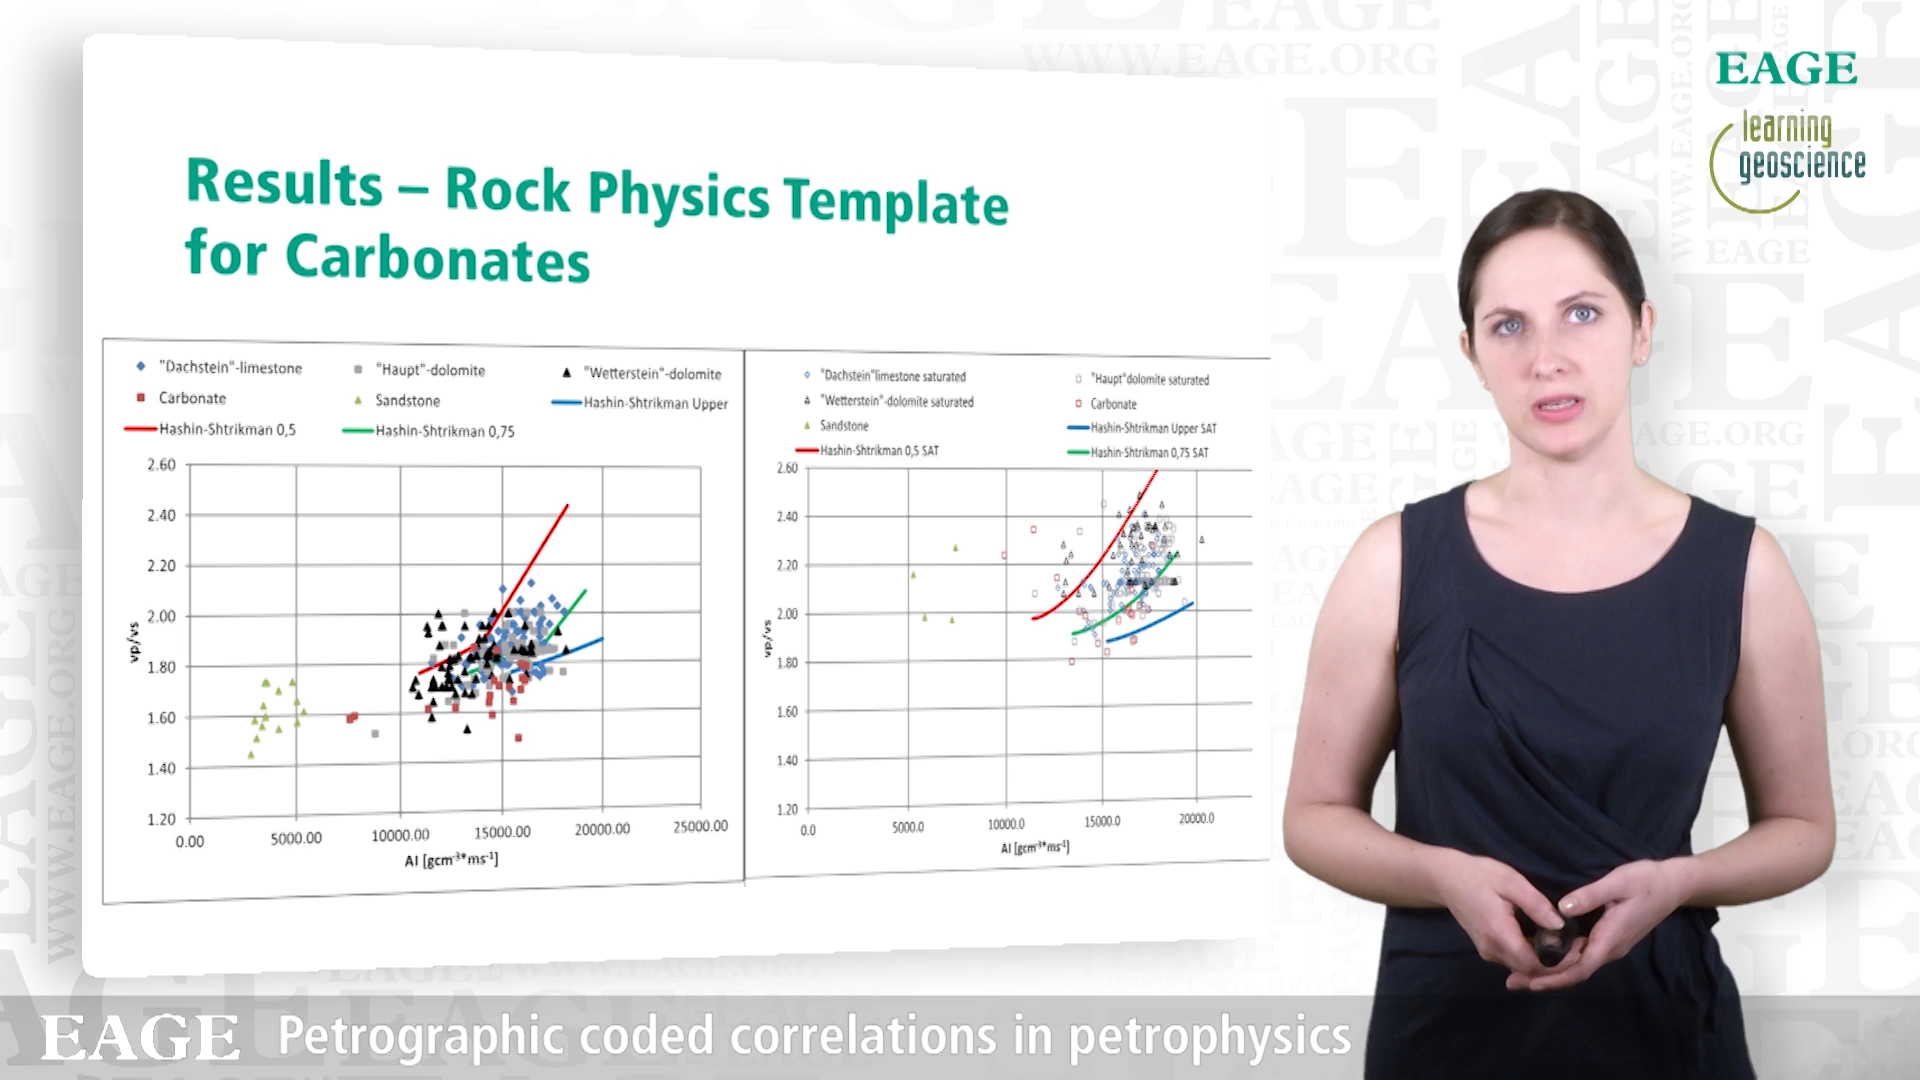 EAGE
learning
geoscience
Results – Rock Physics Template
for Carbonates
"Dachstein"-limestone
"Haupt"-dolomite
"Wetterstein"-dolomite
Carbonate
Sandstone
Hashin-Shtrikman Upper
Hashin-Shtrikman 0,5
Hashin-Shtrikman 0,75
2.60
2.40
2.20
2.00
1.80
1.60
1.40
1.20
vp/vs
0.00 5000.00 10000.00 15000.00 20000.00 25000.00
AI [gcm-3*ms-1]
"Dachstein"limestone saturated
"Haupt"dolomite saturated
"Wetterstein"-dolomite saturated
Carbonate
Sandstone
Hashin-Shtrikman Upper SAT
Hashin-Shtrikman 0,5 SAT
Hashin-Shtrikman 0,75 SAT
2.60
2.40
2.20
2.00
1.80
1.60
1.40
1.20
vp/vs
0.0 5000.0 10000.0 15000.0 20000.0
AI [gcm-3*ms-1]
WWW.EAGE.ORG
EAGE
EAGE Petrographic coded correlations in petrophysics